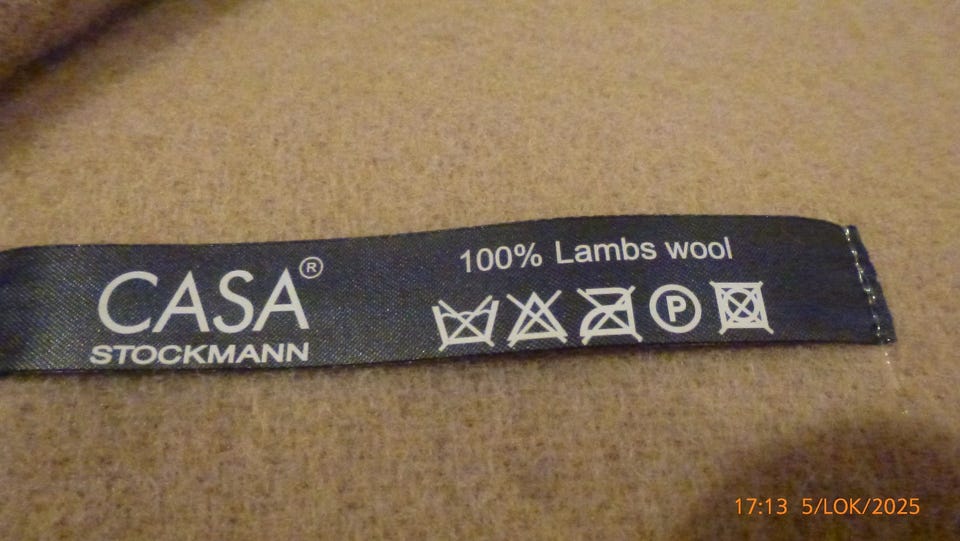 CASA®
STOCKMANN
100% Lambs wool
P
17:13 5/LOK/2025